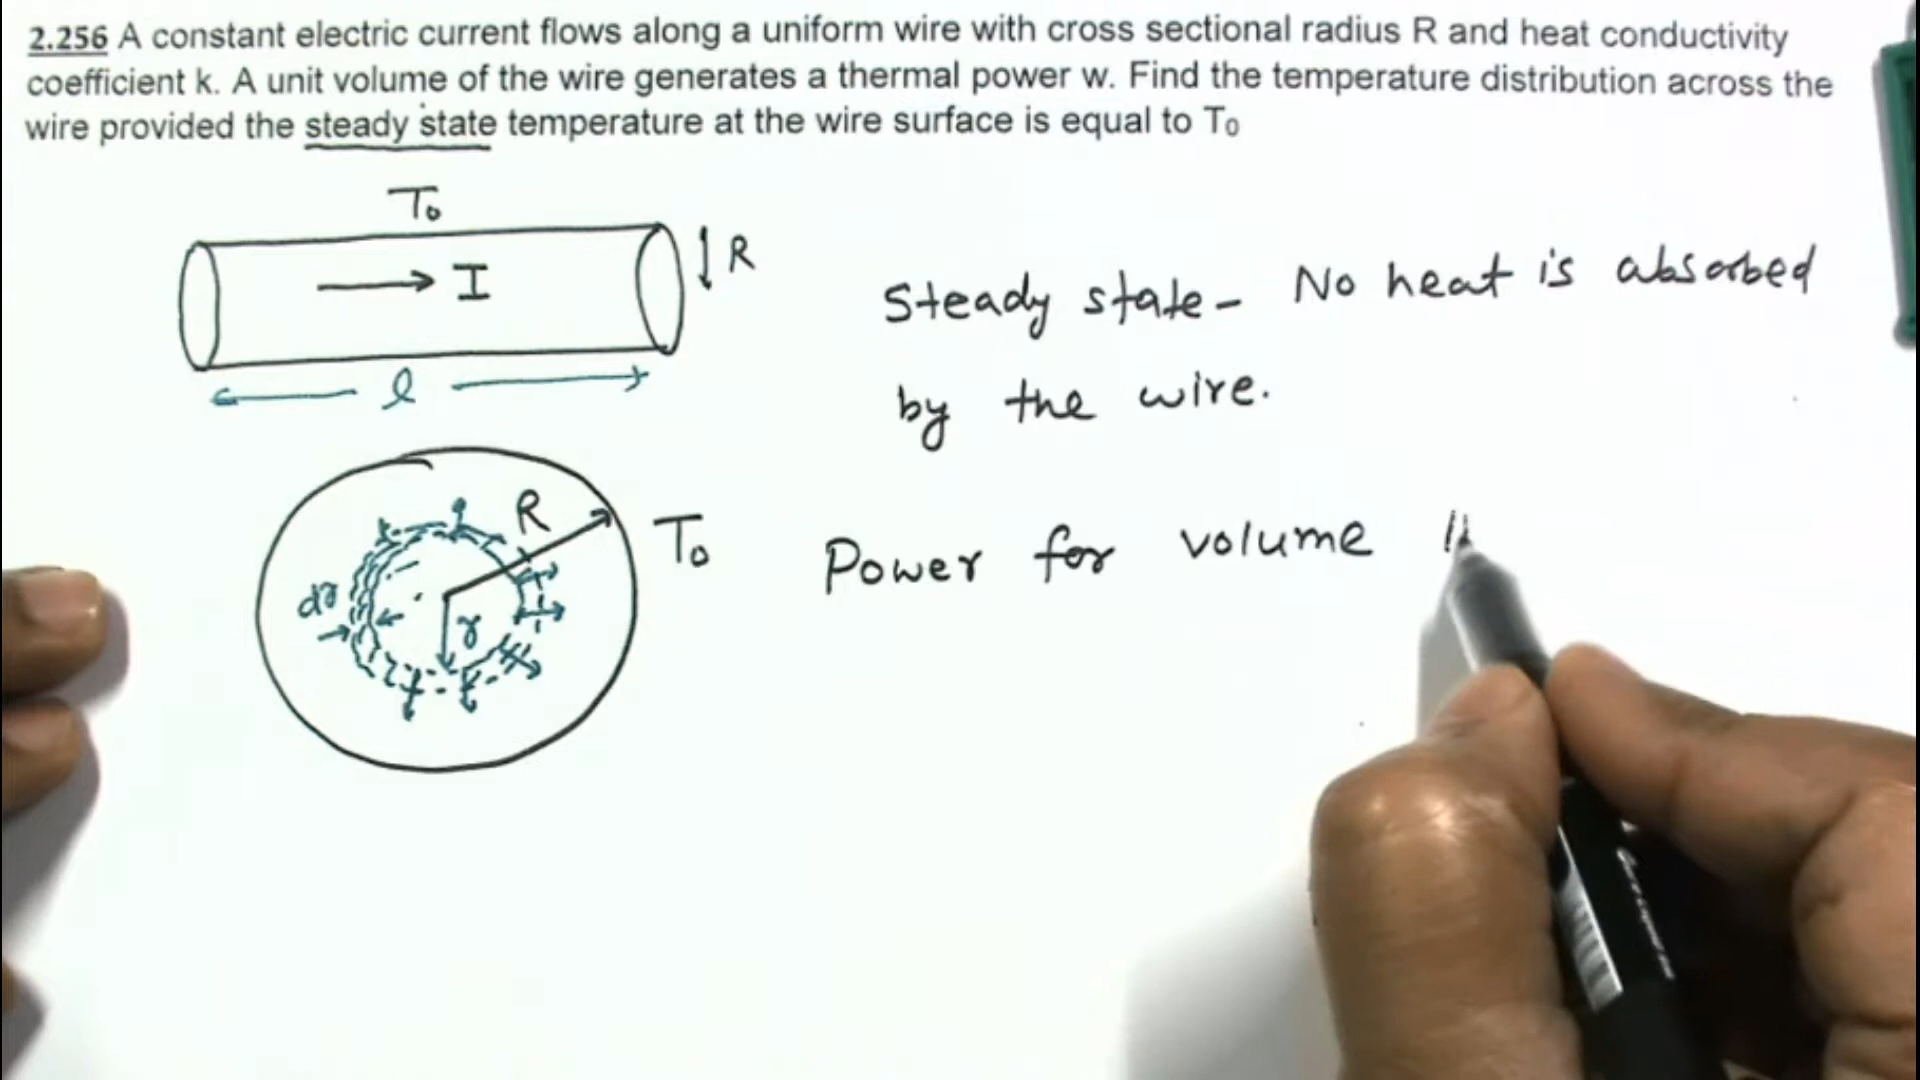 2.256 A constant electric current flows along a uniform wire with cross sectional radius R and heat conductivity
coefficient k. A unit volume of the wire generates a thermal power w. Find the temperature distribution across the
wire provided the steady state temperature at the wire surface is equal to T₀
T₀
I
R
l
Steady state - No heat is absorbed
by the wire.
R
T₀
dr
r
Power for volume